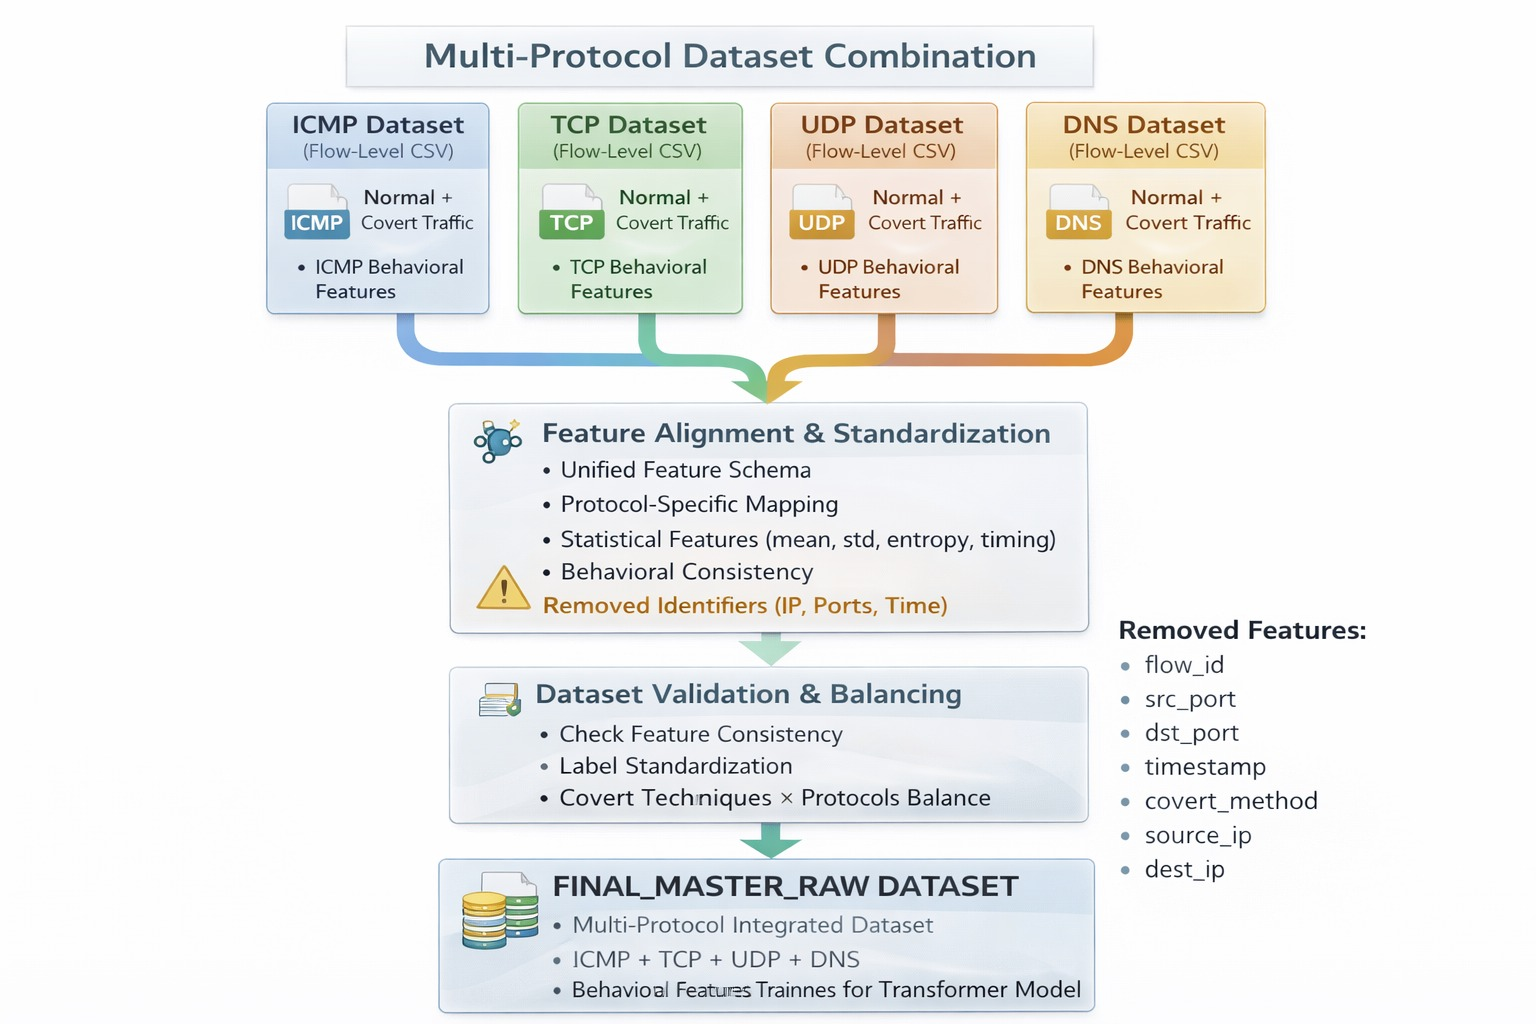 Multi-Protocol Dataset Combination
ICMP Dataset
(Flow-Level CSV)
ICMP
Normal +
Covert Traffic
• ICMP Behavioral
Features
TCP Dataset
(Flow-Level CSV)
TCP
Normal +
Covert Traffic
• TCP Behavioral
Features
UDP Dataset
(Flow-Level CSV)
UDP
Normal +
Covert Traffic
• UDP Behavioral
Features
DNS Dataset
(Flow-Level CSV)
DNS
Normal +
Covert Traffic
• DNS Behavioral
Features
Feature Alignment & Standardization
• Unified Feature Schema
• Protocol-Specific Mapping
• Statistical Features (mean, std, entropy, timing)
• Behavioral Consistency
Removed Identifiers (IP, Ports, Time)
Dataset Validation & Balancing
• Check Feature Consistency
• Label Standardization
• Covert Techniques × Protocols Balance
Removed Features:
• flow_id
• src_port
• dst_port
• timestamp
• covert_method
• source_ip
• dest_ip
FINAL_MASTER_RAW DATASET
• Multi-Protocol Integrated Dataset
• ICMP + TCP + UDP + DNS
• Behavioral Features Trainnes for Transformer Model